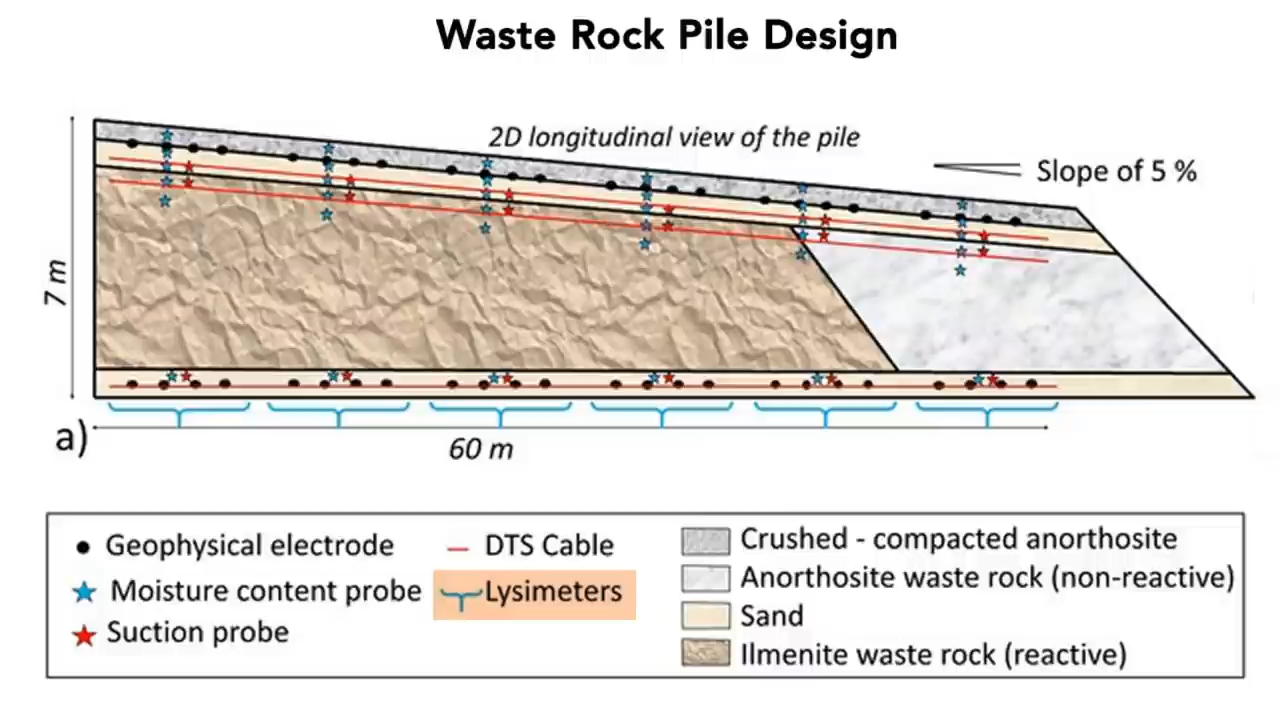 Waste Rock Pile Design
2D longitudinal view of the pile
Slope of 5 %
7 m
a)
60 m
Geophysical electrode
Moisture content probe
Suction probe
DTS Cable
Lysimeters
Crushed - compacted anorthosite
Anorthosite waste rock (non-reactive)
Sand
Ilmenite waste rock (reactive)